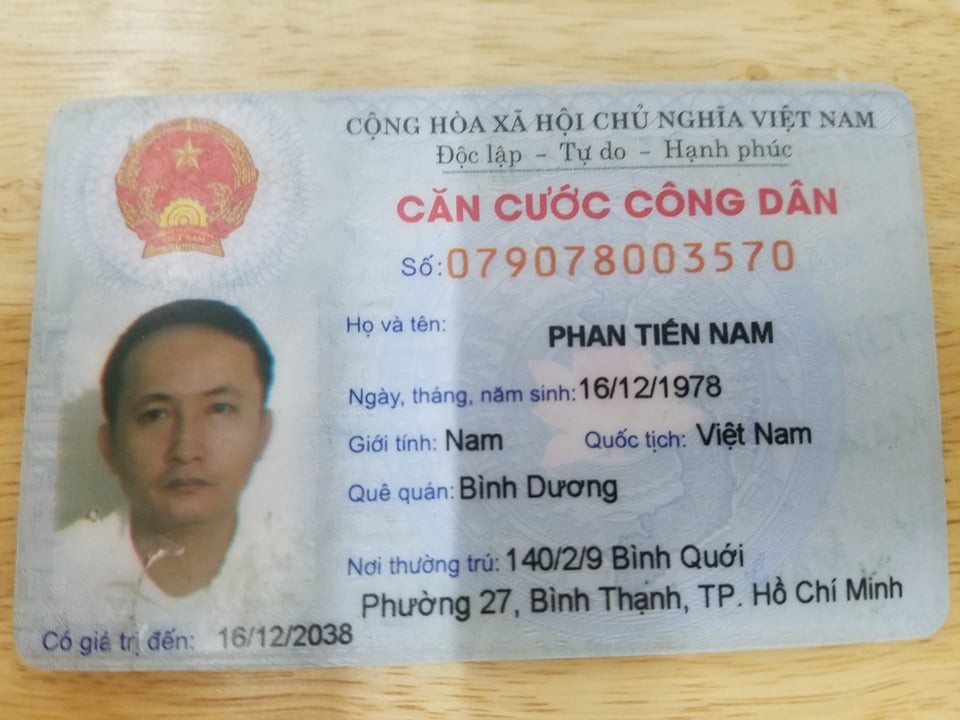 CỘNG HÒA XÃ HỘI CHỦ NGHĨA VIỆT NAM
Độc lập - Tự do - Hạnh phúc
CĂN CƯỚC CÔNG DÂN
Số: 079078003570
Họ và tên: PHAN TIẾN NAM
Ngày, tháng, năm sinh: 16/12/1978
Giới tính: Nam Quốc tịch: Việt Nam
Quê quán: Bình Dương
Nơi thường trú: 140/2/9 Bình Quới
Phường 27, Bình Thạnh, TP. Hồ Chí Minh
Có giá trị đến: 16/12/2038
VIỆT NAM